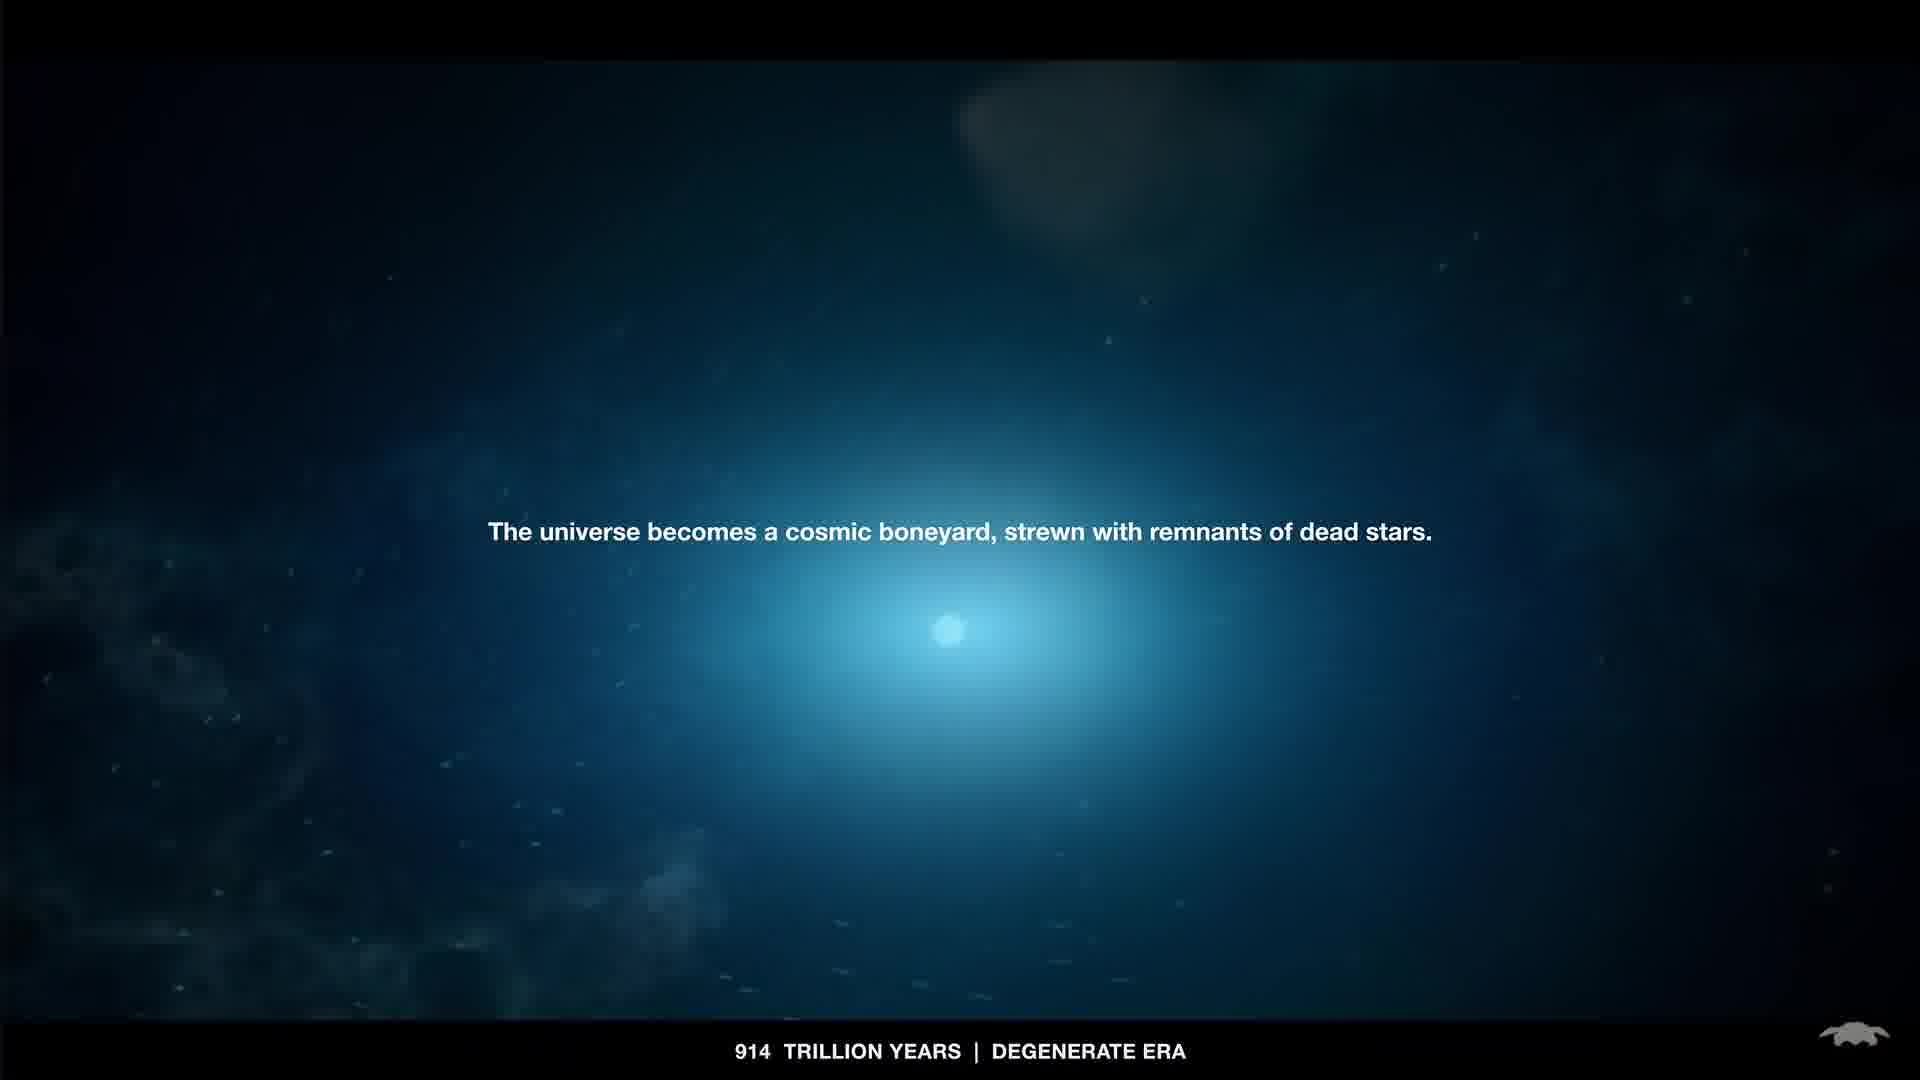 The universe becomes a cosmic boneyard, strewn with remnants of dead stars.
914 TRILLION YEARS | DEGENERATE ERA